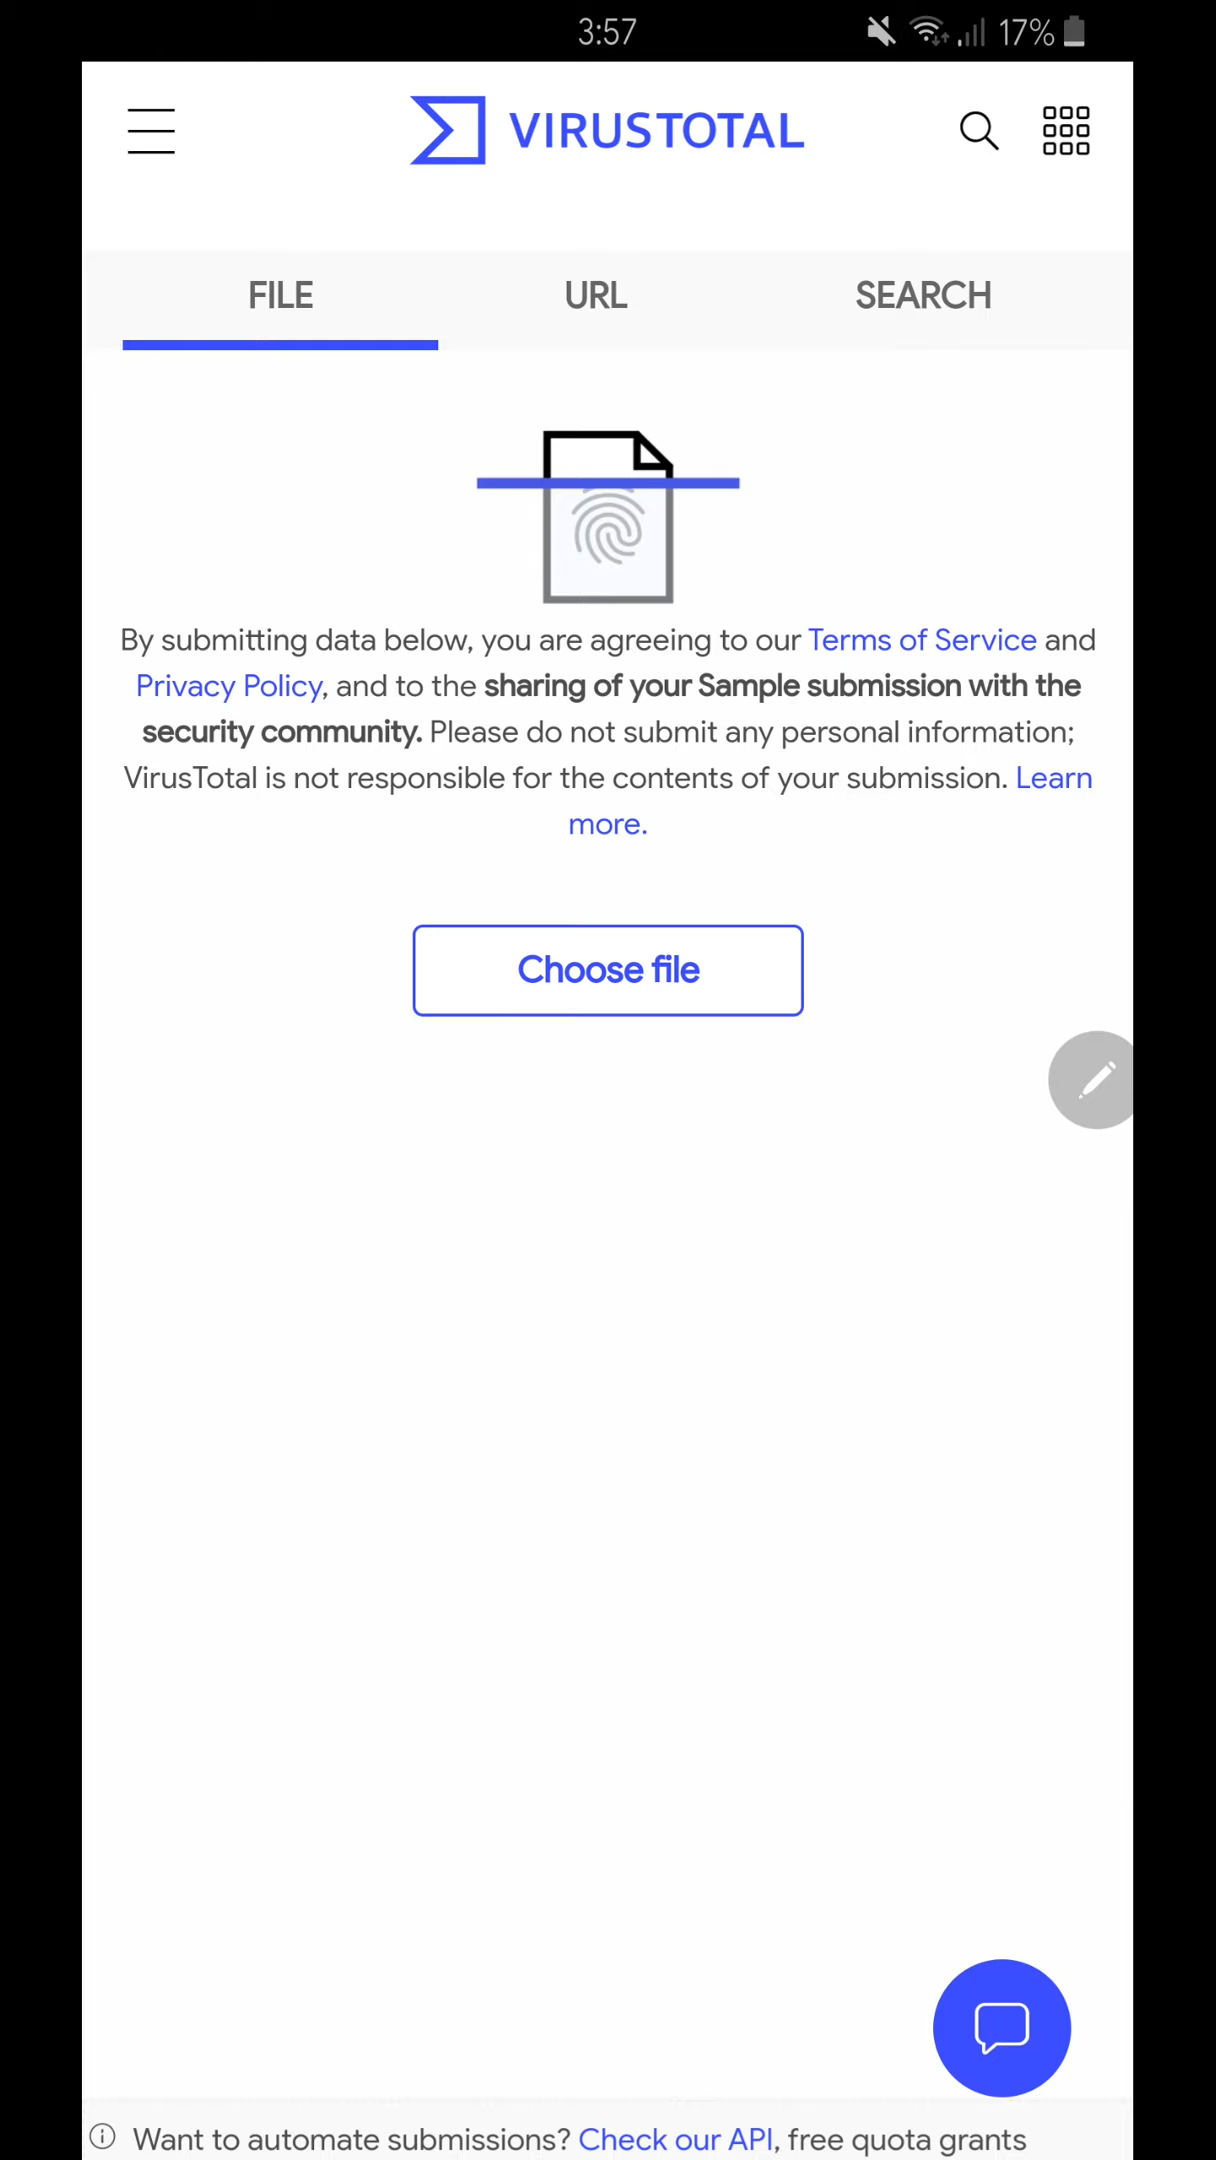 3:57 17%
VIRUSTOTAL
FILE URL SEARCH
By submitting data below, you are agreeing to our Terms of Service and
Privacy Policy, and to the sharing of your Sample submission with the
security community. Please do not submit any personal information;
VirusTotal is not responsible for the contents of your submission. Learn
more.
Choose file
Want to automate submissions? Check our API, free quota grants